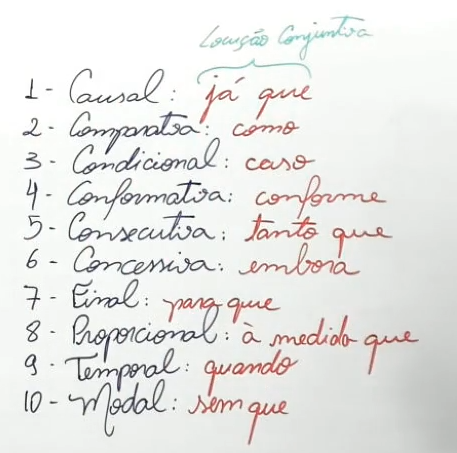 Locução Conjuntiva
1 - Causal: já que
2 - Comparativa: como
3 - Condicional: caso
4 - Conformativa: conforme
5 - Consecutiva: tanto que
6 - Concessiva: embora
7 - Final: para que
8 - Proporcional: à medida que
9 - Temporal: quando
10 - Modal: sem que